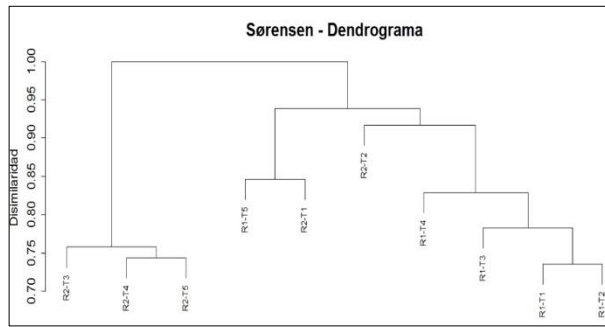 Sørensen - Dendrograma
Disimilaridad
1.00
0.95
0.90
0.85
0.80
0.75
0.70
R2-T3
R2-T4
R2-T5
R1-T5
R2-T1
R2-T2
R1-T4
R1-T3
R1-T1
R1-T2